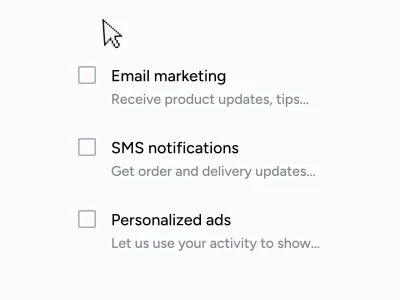 Email marketing
Receive product updates, tips...
SMS notifications
Get order and delivery updates...
Personalized ads
Let us use your activity to show...